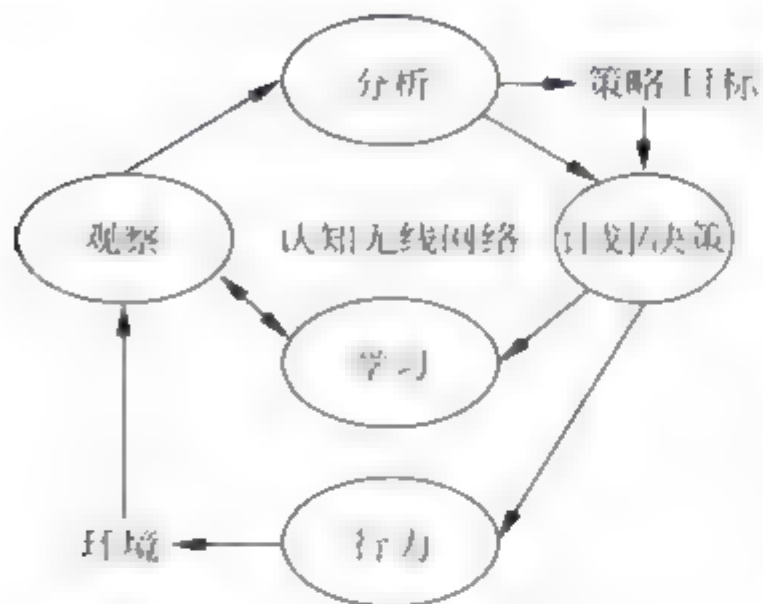 分析
策略目标
观察
认知无线网络
计划/决策
学习
环境
行动